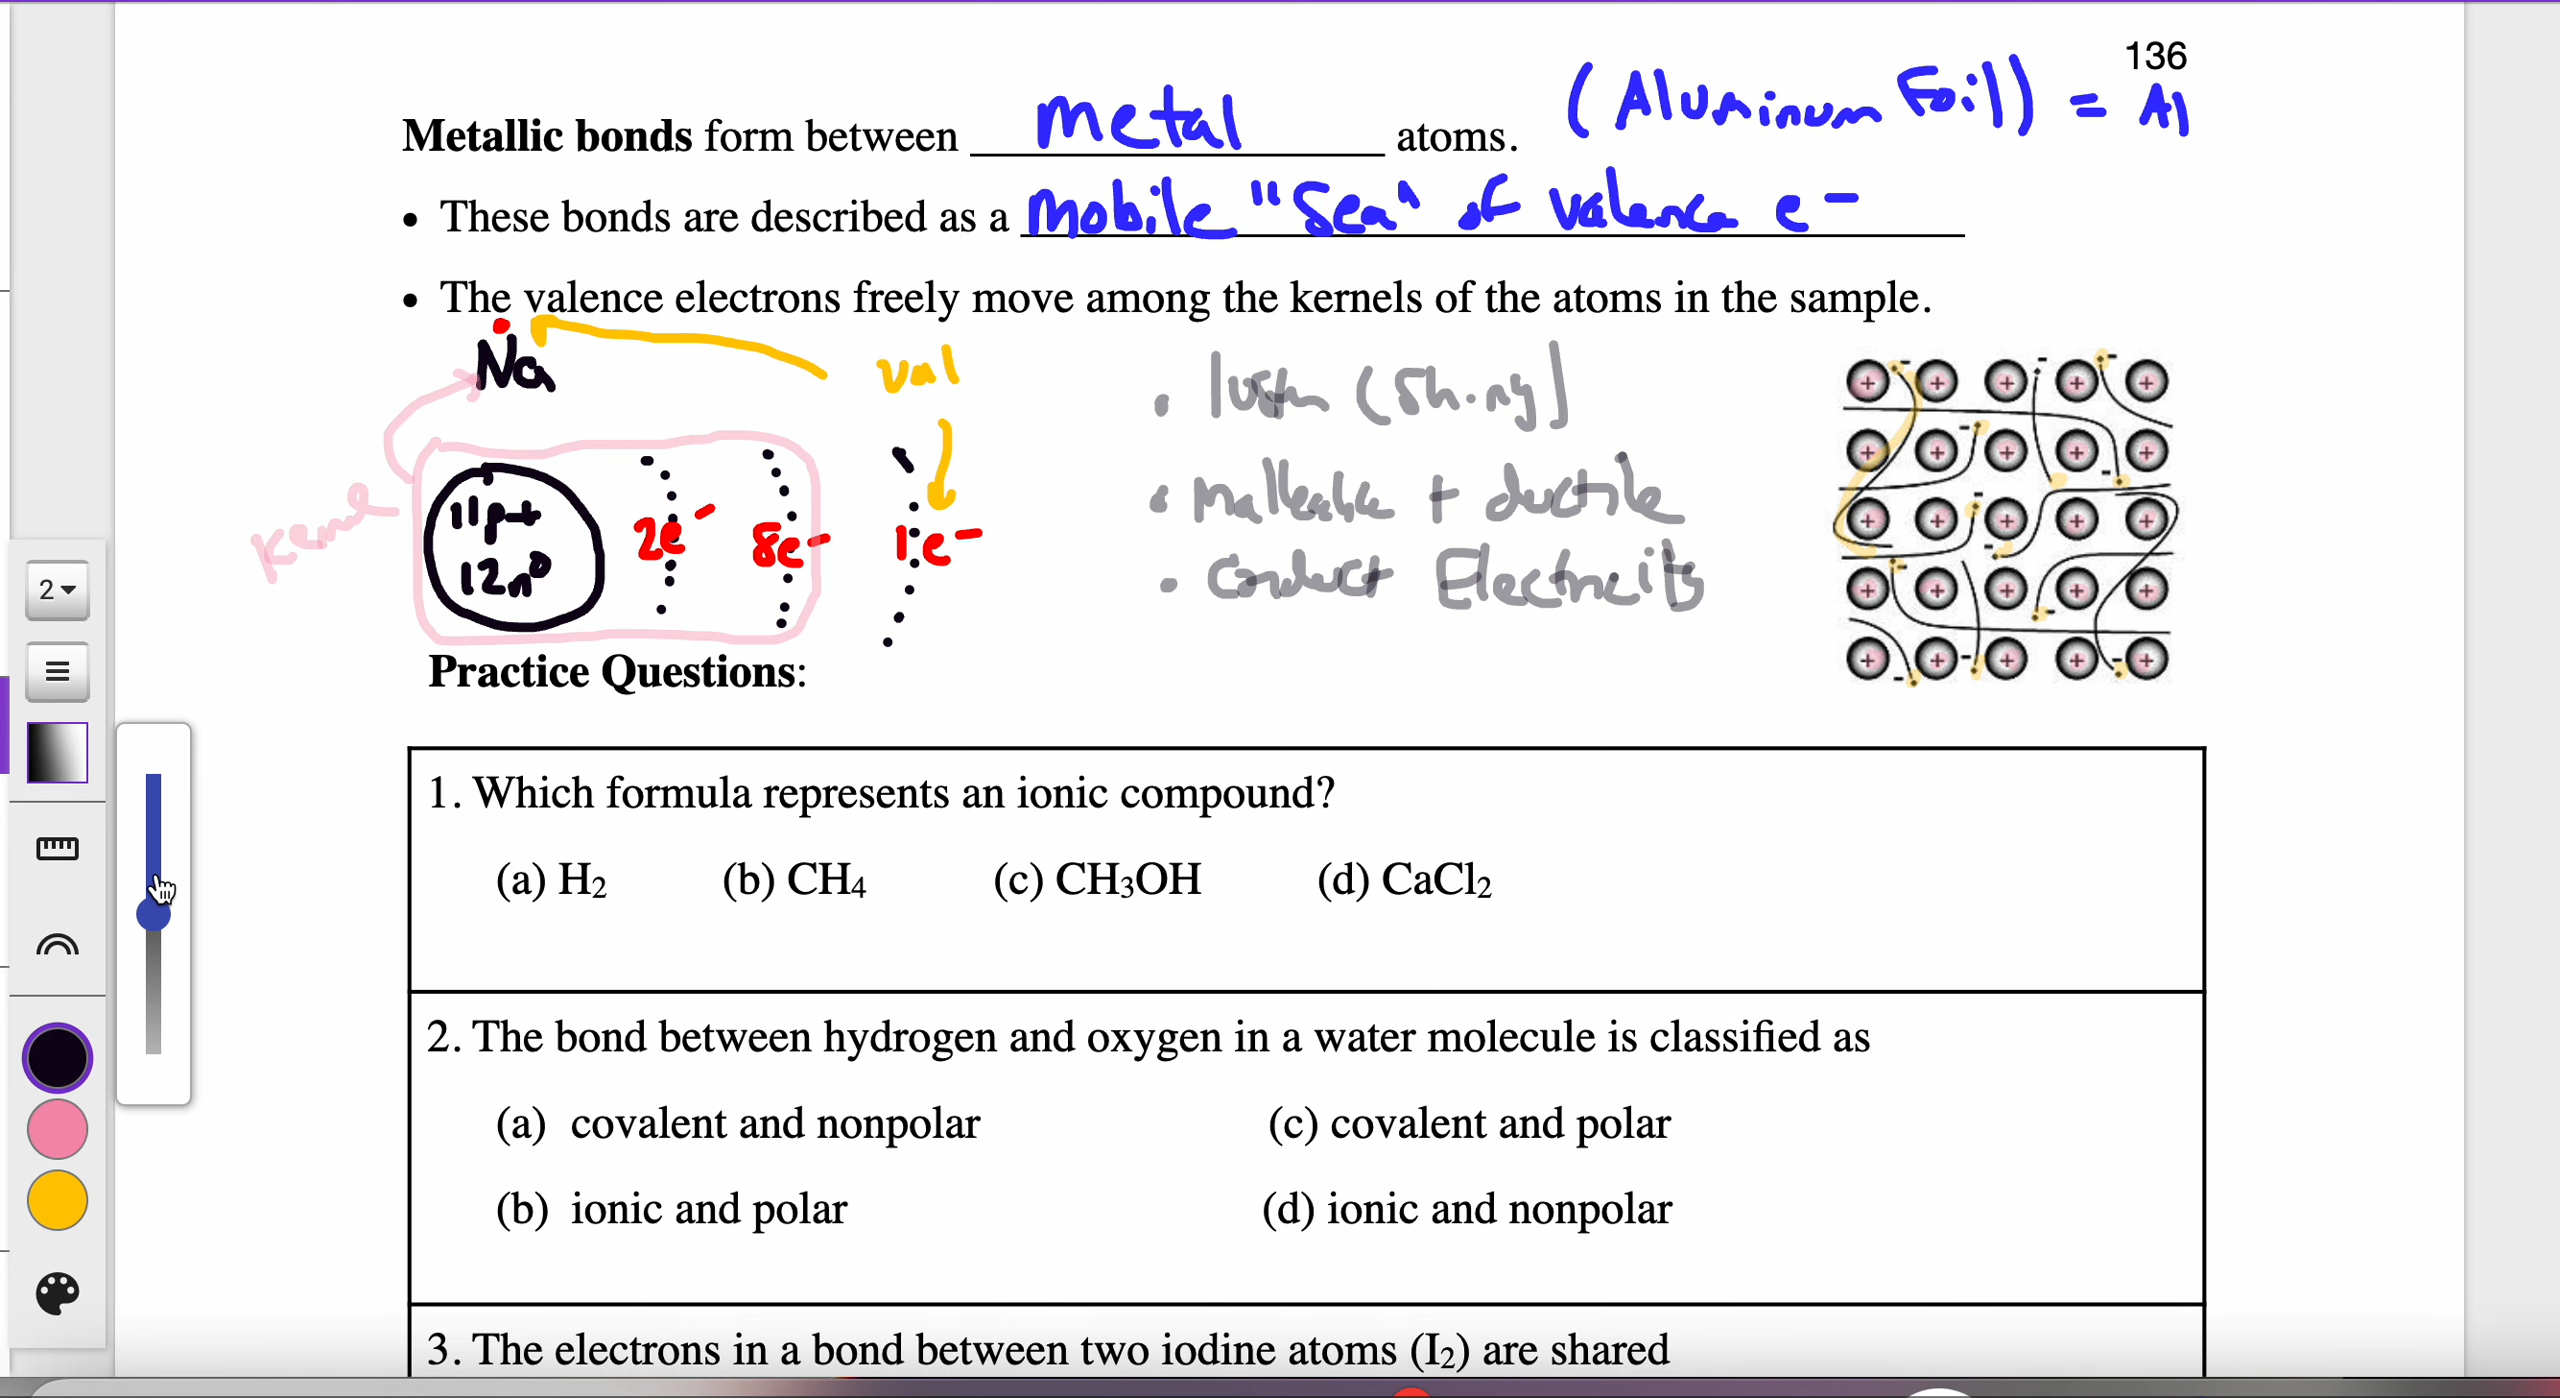 136
Metallic bonds form between metal atoms. (Aluminum Foil) = Al
• These bonds are described as a mobile "Sea" of valence e-
• The valence electrons freely move among the kernels of the atoms in the sample.
Na
val
• luster (Shiny)
Kernel
11p+
12n⁰
2e-
8e-
1e-
• Malleable + ductile
• Conduct Electricity
Practice Questions:
2
1. Which formula represents an ionic compound?
(a) H₂ (b) CH₄ (c) CH₃OH (d) CaCl₂
2. The bond between hydrogen and oxygen in a water molecule is classified as
(a) covalent and nonpolar (c) covalent and polar
(b) ionic and polar (d) ionic and nonpolar
3. The electrons in a bond between two iodine atoms (I₂) are shared